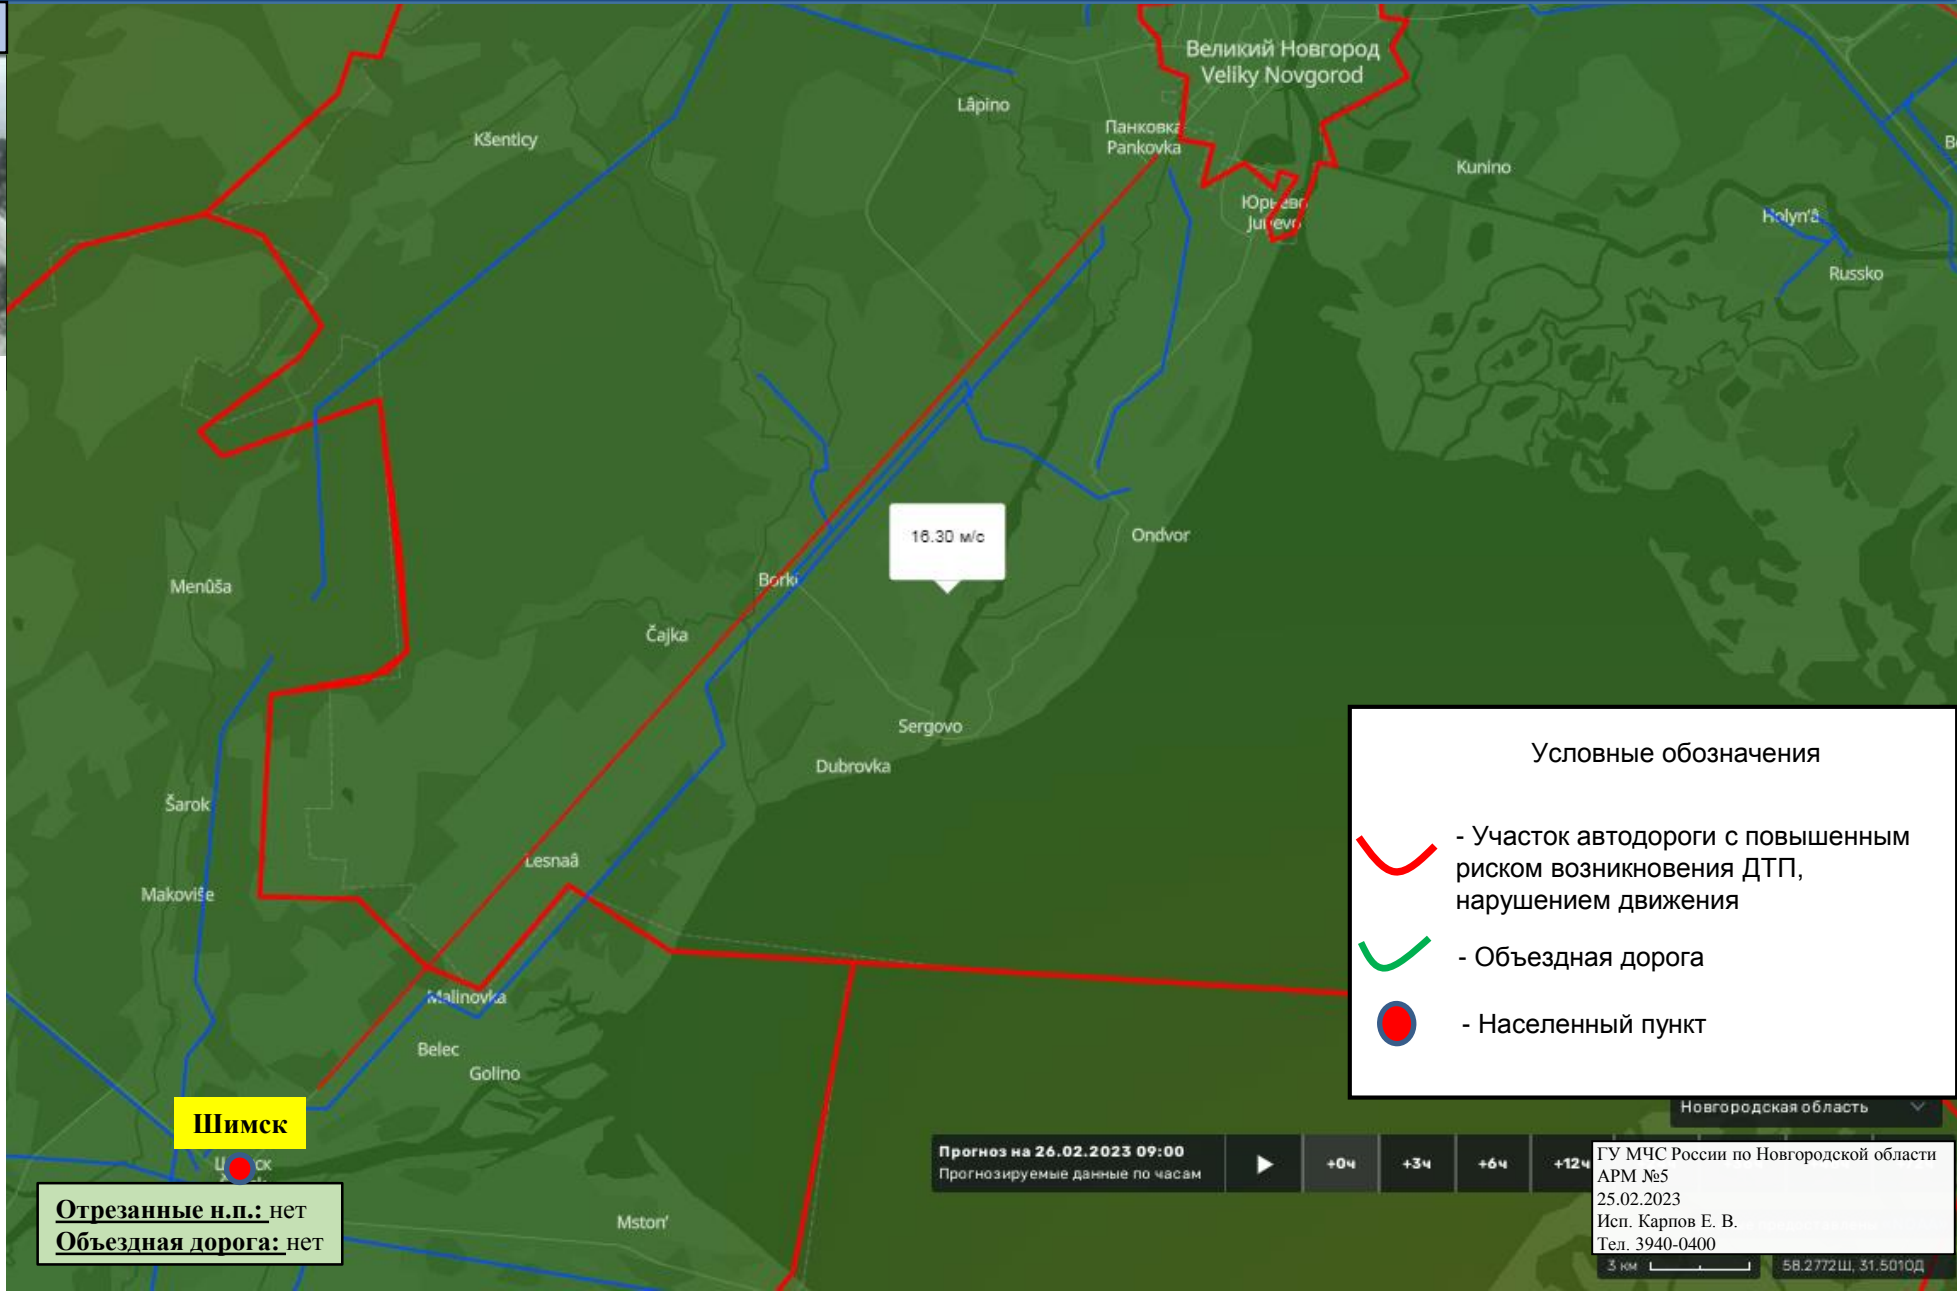 Великий Новгород
Veliky Novgorod
Lâpino
Kšenticy
Панковка
Pankovka
Kunino
Юрьево
Jurievo
Holyn'â
Russko
16.30 м/с
Ondvor
Menûša
Borki
Čajka
Sergovo
Dubrovka
Условные обозначения
Šarok
- Участок автодороги с повышенным
риском возникновения ДТП,
нарушением движения
Lesnaâ
Makoviše
- Объездная дорога
Malinovka
- Населенный пункт
Belec
Golino
Новгородская область
Шимск
Прогноз на 26.02.2023 09:00
Прогнозируемые данные по часам
+0ч
+3ч
+6ч
+12ч
ГУ МЧС России по Новгородской области
АРМ №5
25.02.2023
Исп. Карпов Е. В.
Тел. 3940-0400
Отрезанные н.п.: нет
Объездная дорога: нет
Mston'
3 км
58.2772Ш, 31.5010Д